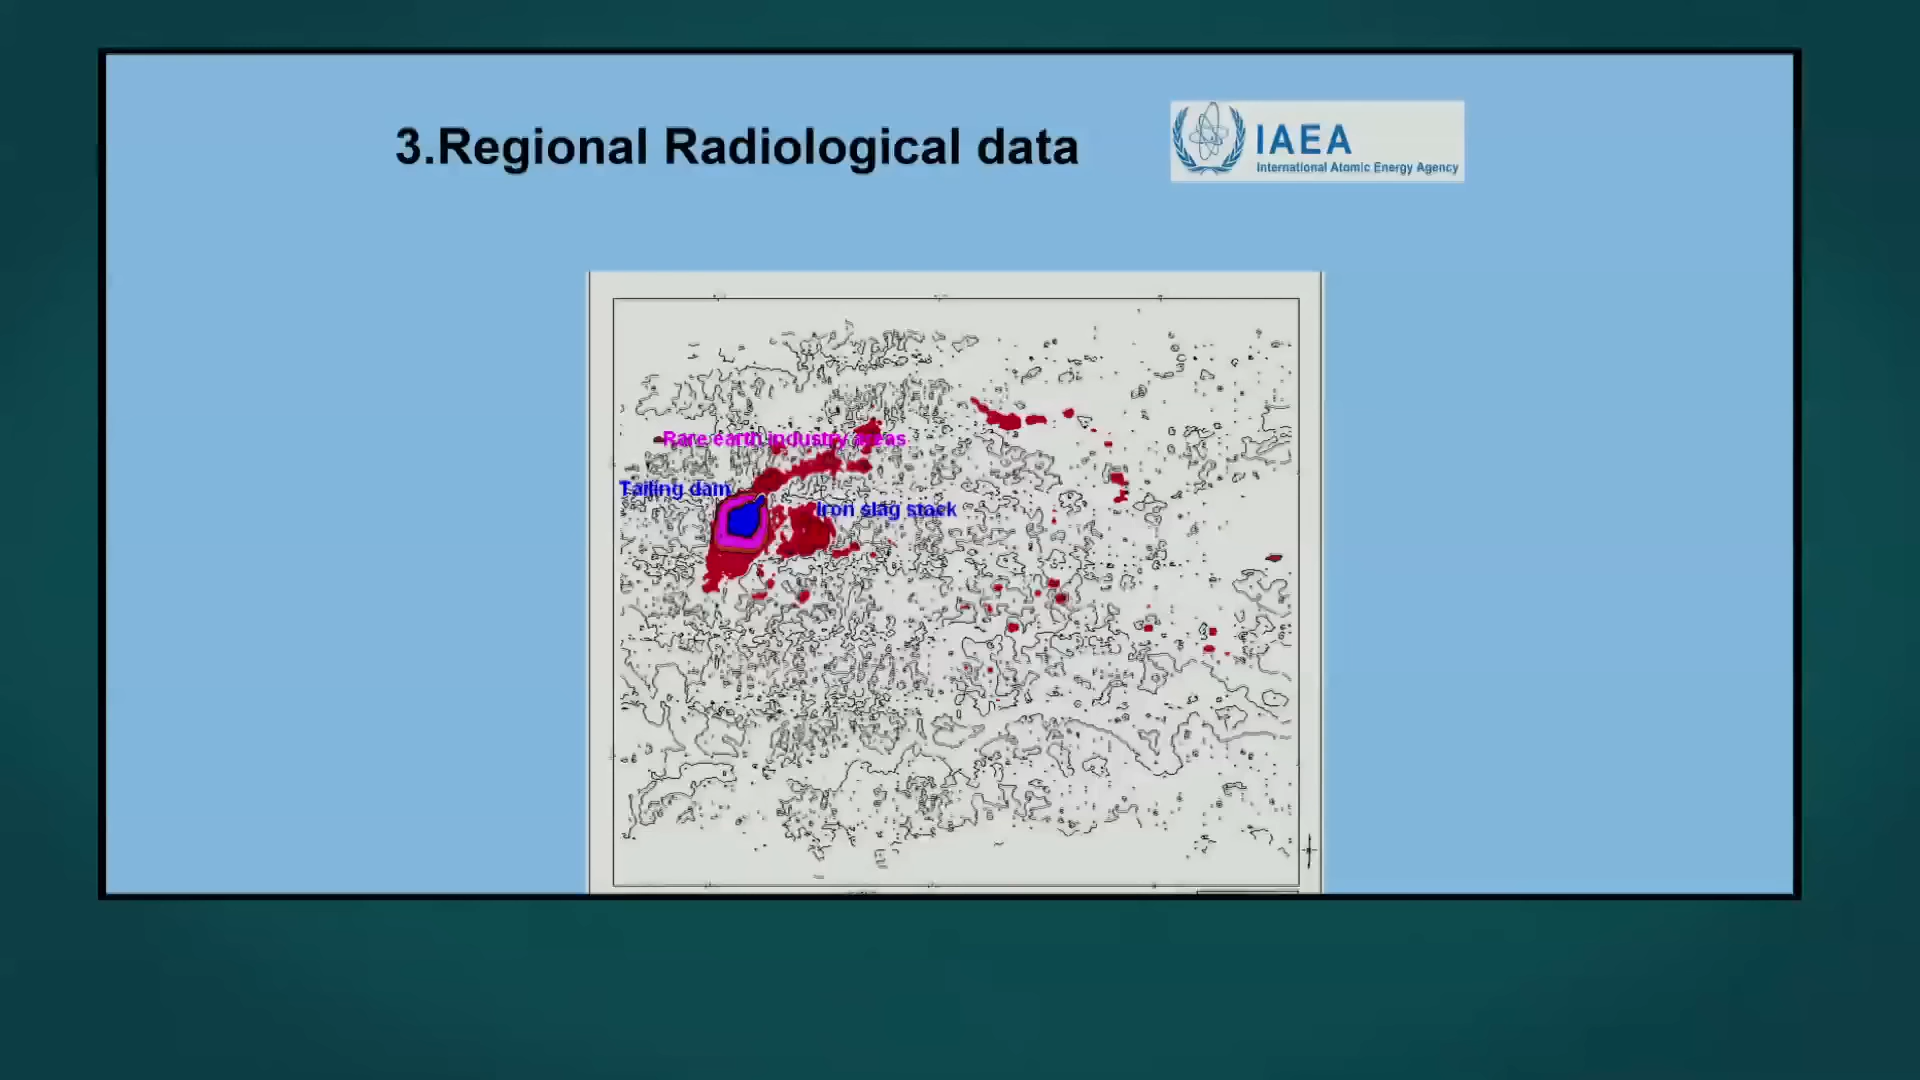 3.Regional Radiological data
IAEA
International Atomic Energy Agency
Rare earth industry areas
Tailing dam
Iron slag stack